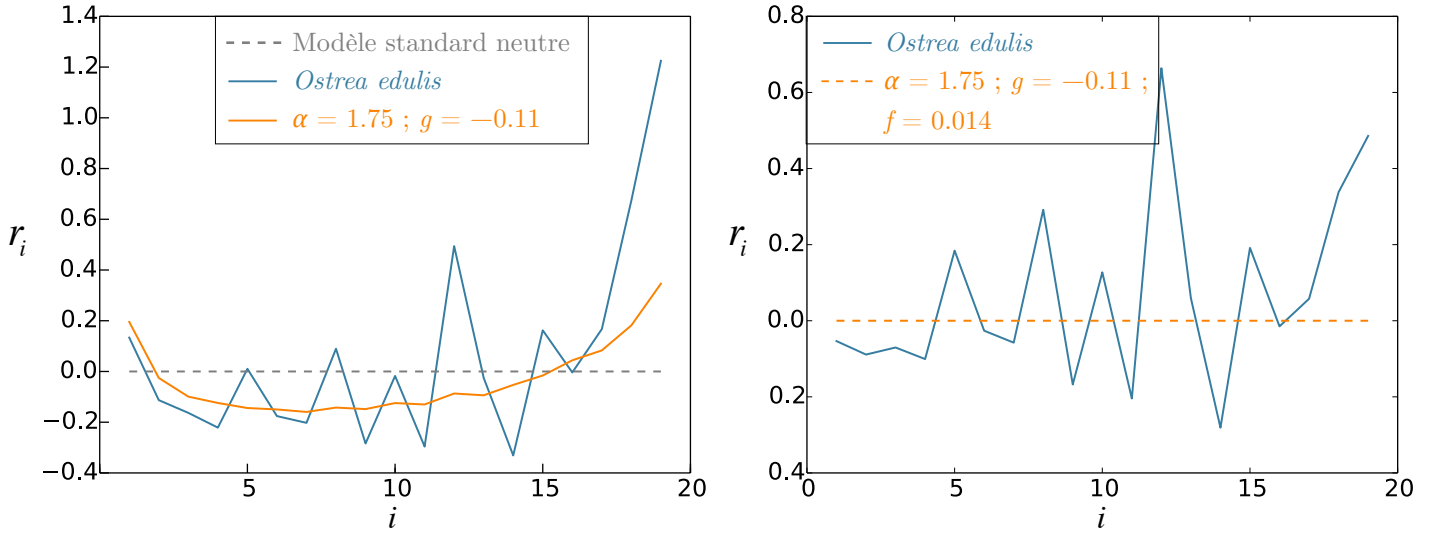 1.4
1.2
1.0
0.8
0.6
0.4
0.2
0.0
−0.2
−0.4
r_i
5
10
15
20
i
Modèle standard neutre
Ostrea edulis
α = 1.75 ; g = −0.11
0.8
0.6
0.4
0.2
0.0
0.2
0.4
r_i
0
5
10
15
20
i
Ostrea edulis
α = 1.75 ; g = −0.11 ;
f = 0.014